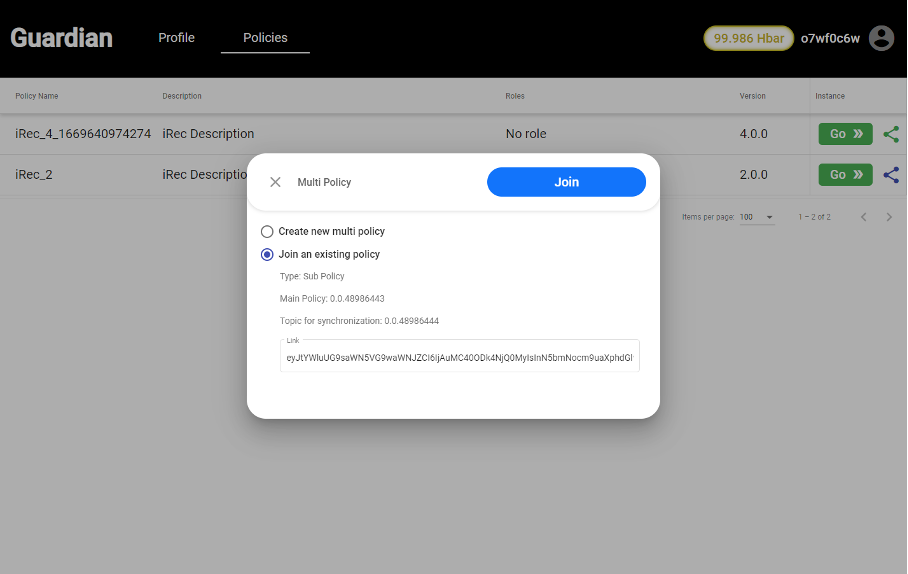 Guardian Profile Policies 99.986 Hbar o7wf0c6w
Policy Name Description Roles Version Instance
iRec_4_1669640974274 iRec Description No role 4.0.0 Go
iRec_2 iRec Descriptio 2.0.0 Go
Items per page: 100 1 – 2 of 2
Multi Policy Join
Create new multi policy
Join an existing policy
Type: Sub Policy
Main Policy: 0.0.48986443
Topic for synchronization: 0.0.48986444
Link